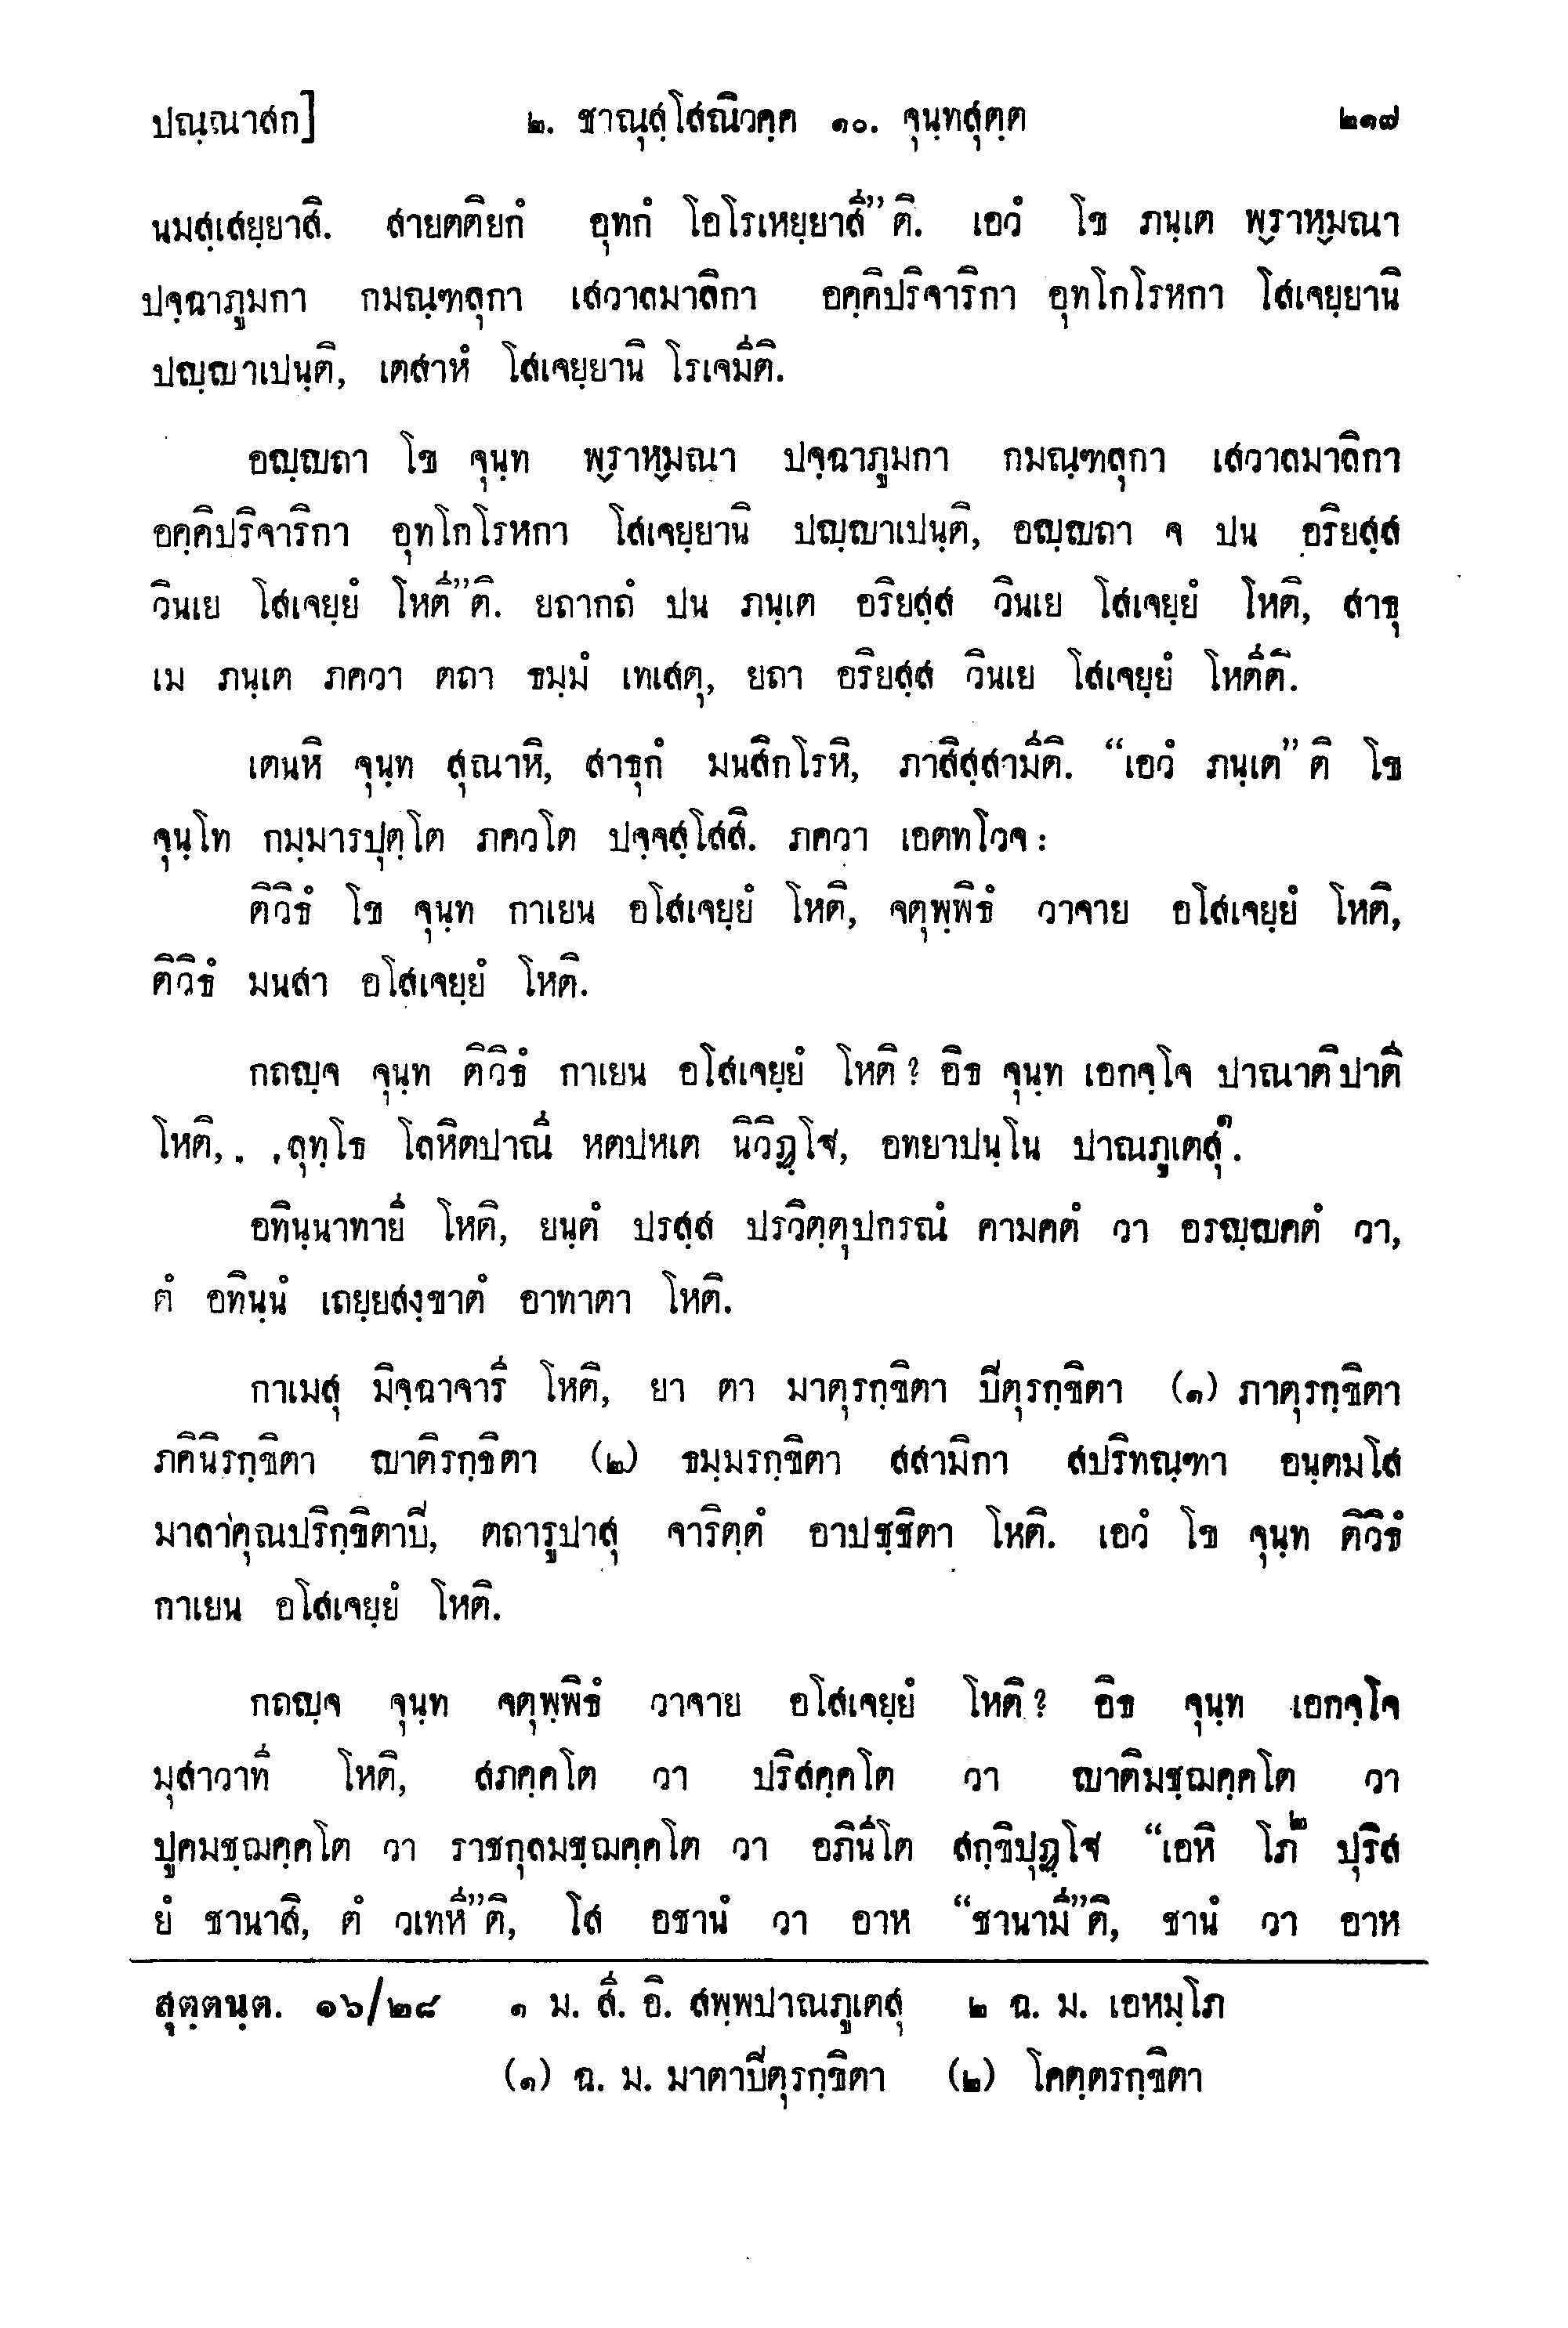 ปณฺณาสก] ๒. ชาณุสฺโสณิวคฺค ๑๐. จุนฺทสุตฺต ๒๑๗
นมสฺเสยฺยาสิ. สายตติยกํ อุทกํ โอโรเหยฺยาสี”ติ. เอวํ โข ภนฺเต พฺราหฺมณา
ปจฺฉาภูมกา กมณฺฑลุกา เสวาลมาลิกา อคฺคิปริจาริกา อุทโกโรหกา โสเจยฺยานิ
ปญฺญาเปนฺติ, เตสาหํ โสเจยฺยานิ โรเจมีติ.
อญฺญถา โข จุนฺท พฺราหฺมณา ปจฺฉาภูมกา กมณฺฑลุกา เสวาลมาลิกา
อคฺคิปริจาริกา อุทโกโรหกา โสเจยฺยานิ ปญฺญาเปนฺติ, อญฺญถา จ ปน อริยสฺส
วินเย โสเจยฺยํ โหตี”ติ. ยถากถํ ปน ภนฺเต อริยสฺส วินเย โสเจยฺยํ โหติ, สาธุ
เม ภนฺเต ภควา ตถา ธมฺมํ เทเสตุ, ยถา อริยสฺส วินเย โสเจยฺยํ โหตีติ.
เตนหิ จุนฺท สุณาหิ, สาธุกํ มนสิกโรหิ, ภาสิสฺสามีติ. “เอวํ ภนฺเต”ติ โข
จุนฺโท กมฺมารปุตฺโต ภควโต ปจฺจสฺโสสิ. ภควา เอตทโวจ:
ติวิธํ โข จุนฺท กาเยน อโสเจยฺยํ โหติ, จตุพฺพิธํ วาจาย อโสเจยฺยํ โหติ,
ติวิธํ มนสา อโสเจยฺยํ โหติ.
กถญฺจ จุนฺท ติวิธํ กาเยน อโสเจยฺยํ โหติ? อิธ จุนฺท เอกจฺโจ ปาณาติปาตี
โหติ, . .ลุทฺโธ โลหิตปาณี หตปหเต นิวิฏฺโฐ, อทยาปนฺโน ปาณภูเตสุ๑.
อทินฺนาทายี โหติ, ยนฺตํ ปรสฺส ปรวิตฺตุปกรณํ คามคตํ วา อรญฺญคตํ วา,
ตํ อทินฺนํ เถยฺยสงฺขาตํ อาทาตา โหติ.
กาเมสุ มิจฺฉาจารี โหติ, ยา ตา มาตุรกฺขิตา ปิตุรกฺขิตา (๑) ภาตุรกฺขิตา
ภคินิรกฺขิตา ญาติรกฺขิตา (๒) ธมฺมรกฺขิตา สสามิกา สปริทณฺฑา อนฺตมโส
มาลาคุณปริกฺขิตาปิ, ตถารูปาสุ จาริตฺตํ อาปชฺชิตา โหติ. เอวํ โข จุนฺท ติวิธํ
กาเยน อโสเจยฺยํ โหติ.
กถญฺจ จุนฺท จตุพฺพิธํ วาจาย อโสเจยฺยํ โหติ? อิธ จุนฺท เอกจฺโจ
มุสาวาที โหติ, สภคฺคโต วา ปริสคฺคโต วา ญาติมชฺฌคฺคโต วา
ปูคมชฺฌคฺคโต วา ราชกุลมชฺฌคฺคโต วา อภินีโต สกฺขิปุฏฺโฐ “เอหิ โภ๒ ปุริส
ยํ ชานาสิ, ตํ วเทหี”ติ, โส อชานํ วา อาห “ชานามี”ติ, ชานํ วา อาห
สุตฺตนฺต. ๑๖/๒๘ ๑ ม. สี. อิ. สพฺพปาณภูเตสุ ๒ ฉ. ม. เอหมฺโภ
(๑) ฉ. ม. มาตาปิตุรกฺขิตา (๒) โคตฺตรกฺขิตา